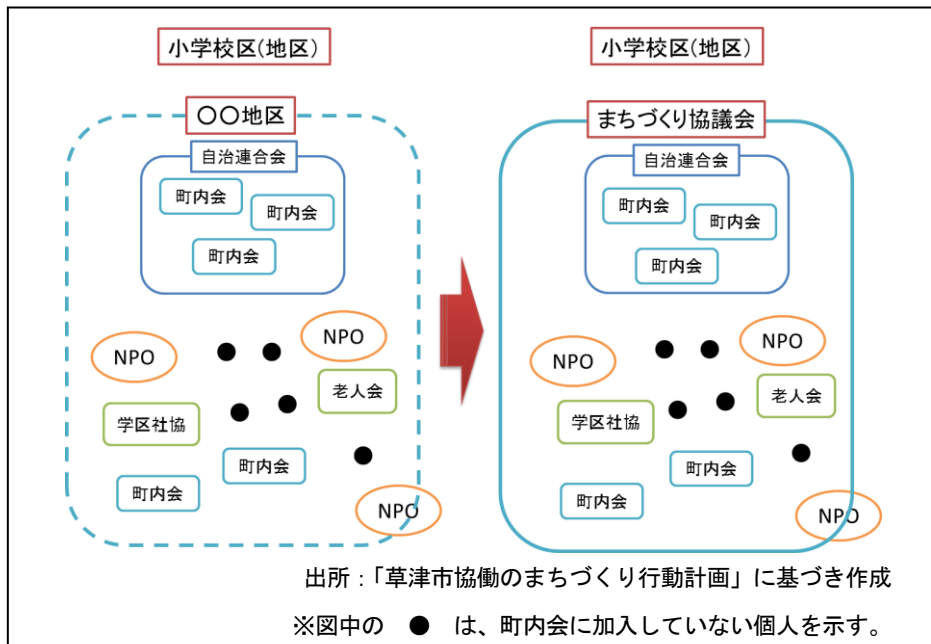 小学校区(地区)
〇〇地区
自治連合会
町内会
町内会
町内会
NPO
NPO
老人会
学区社協
町内会
町内会
NPO
小学校区(地区)
まちづくり協議会
自治連合会
町内会
町内会
町内会
NPO
NPO
老人会
学区社協
町内会
町内会
NPO
出所：「草津市協働のまちづくり行動計画」に基づき作成
※図中の ● は、町内会に加入していない個人を示す。